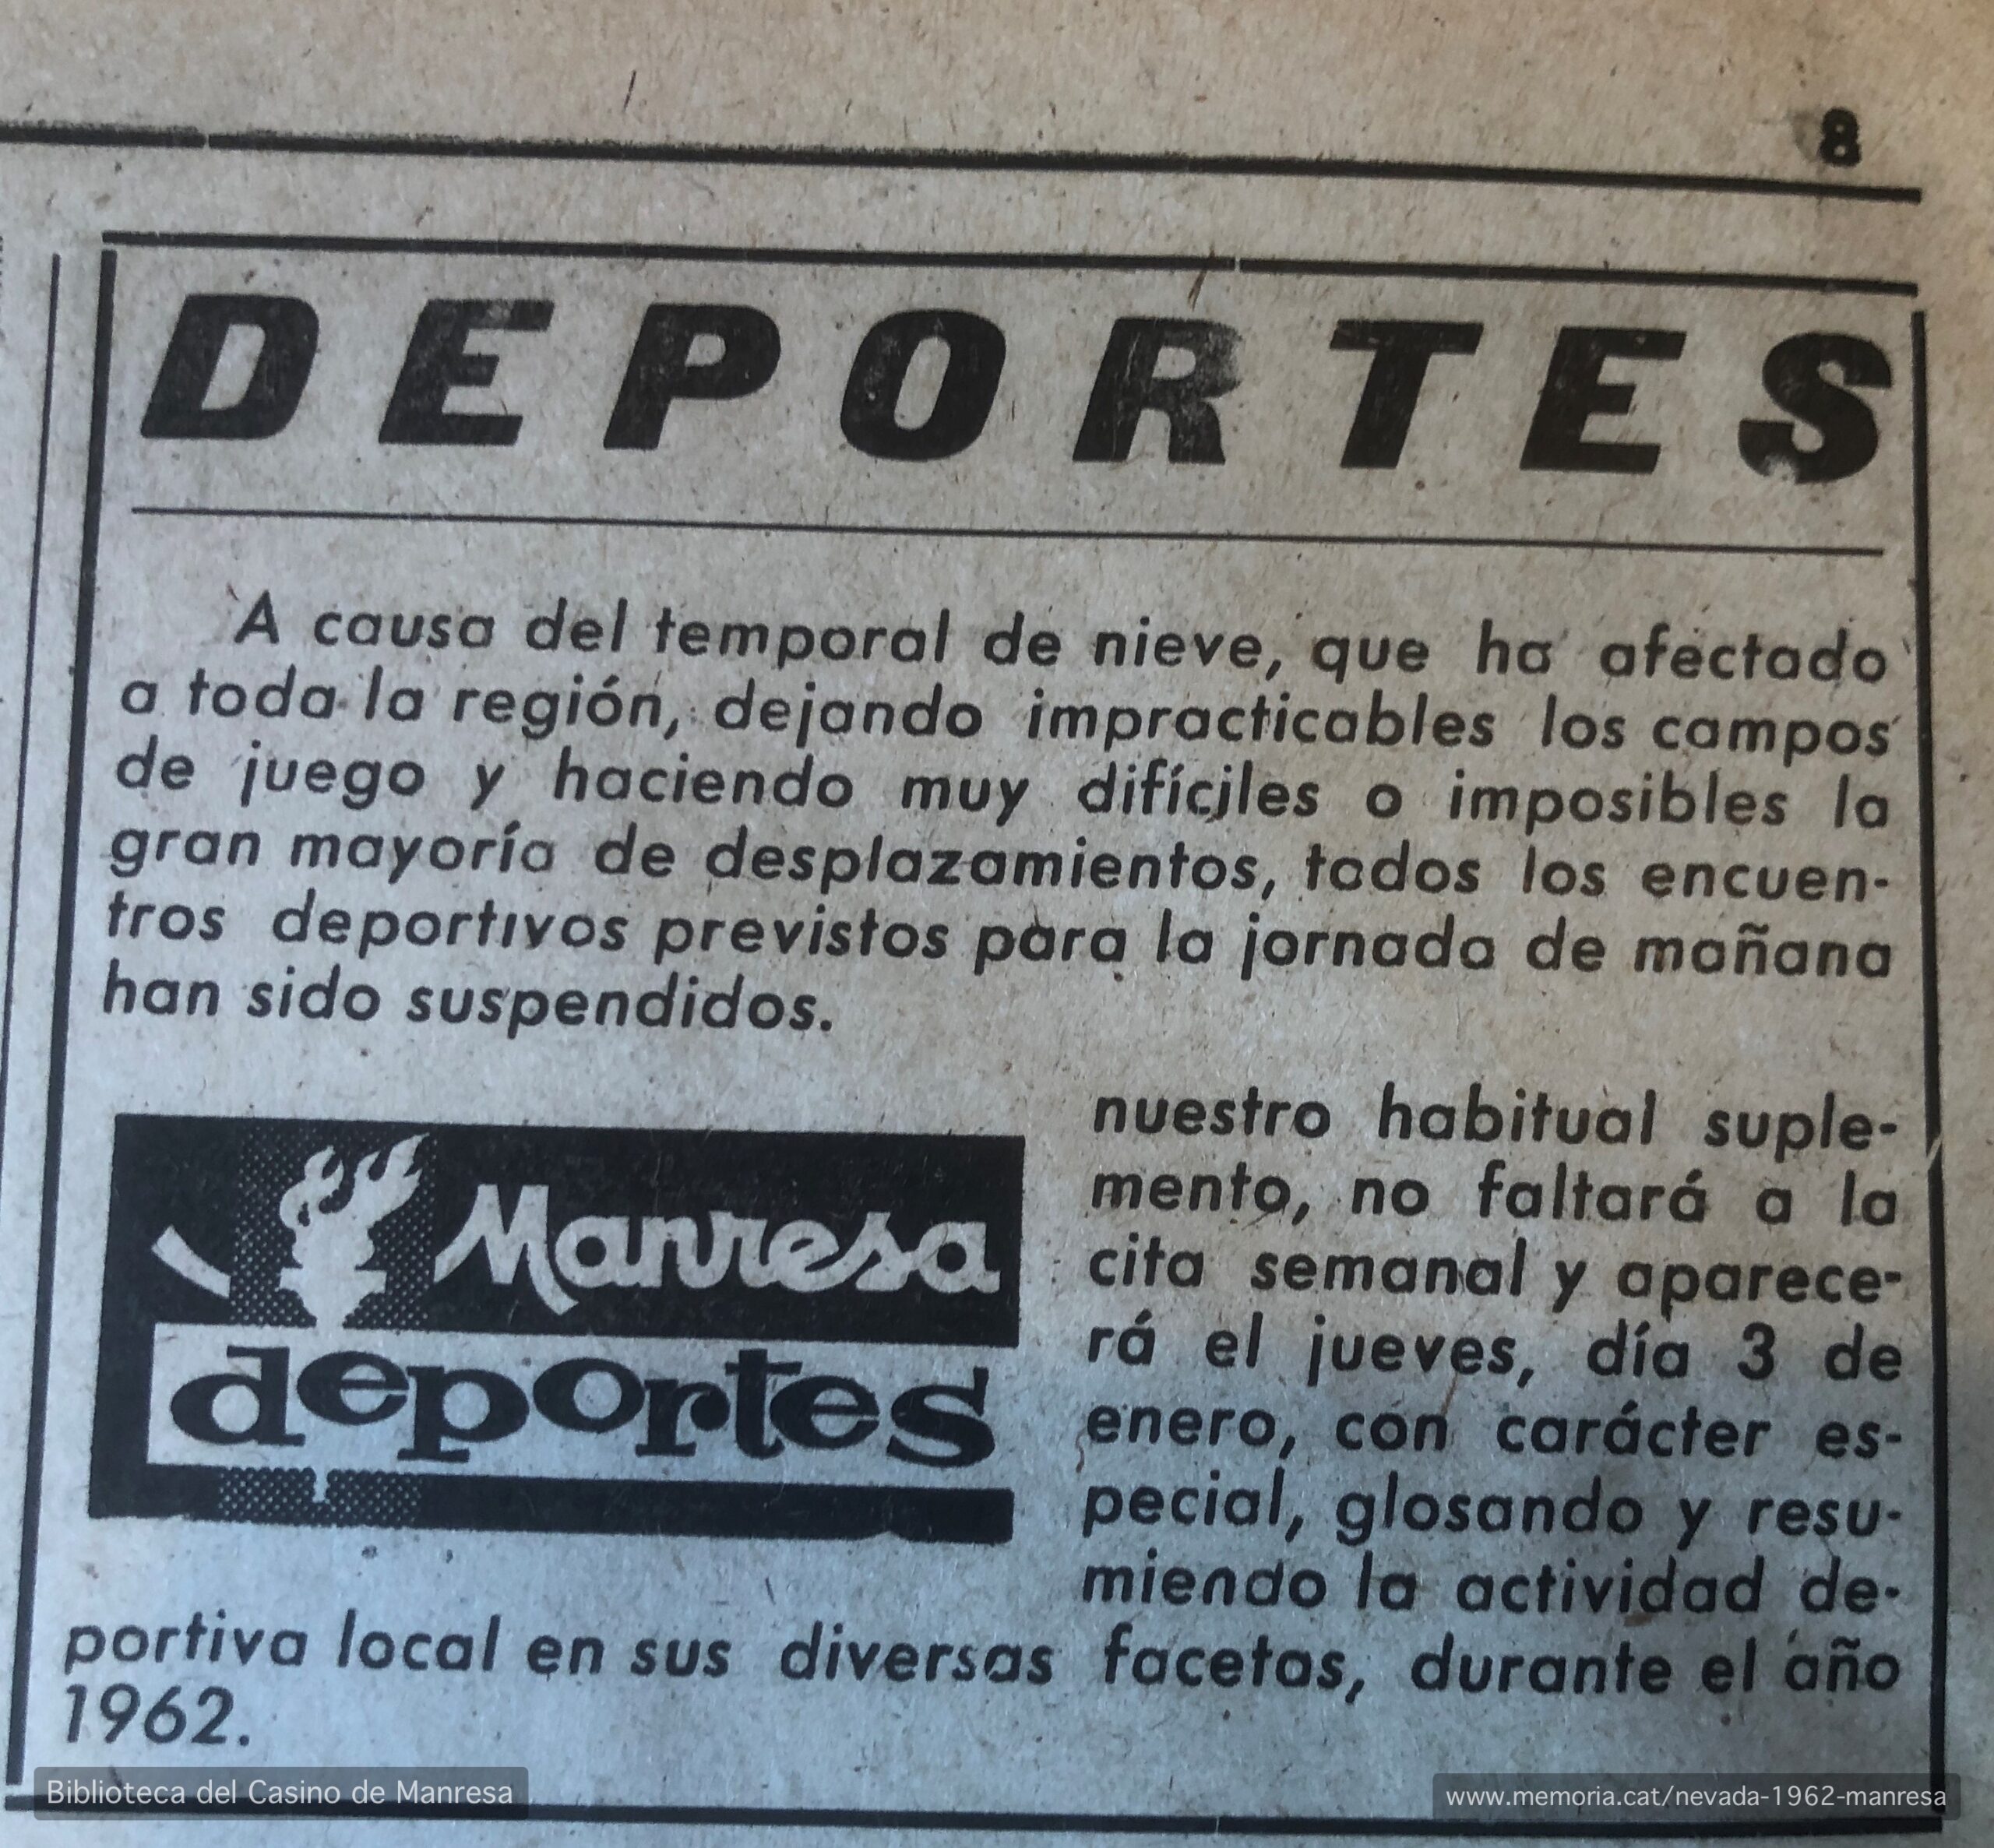 8
DEPORTES
A causa del temporal de nieve, que ha afectado
a toda la región, dejando impracticables los campos
de juego y haciendo muy difíciles o imposibles la
gran mayoría de desplazamientos, todos los encuen-
tros deportivos previstos para la jornada de mañana
han sido suspendidos.
Manresa
deportes
nuestro habitual suple-
mento, no faltará a la
cita semanal y aparece-
rá el jueves, día 3 de
enero, con carácter es-
pecial, glosando y resu-
miendo la actividad de-
portiva local en sus diversas facetas, durante el año
1962.
Biblioteca del Casino de Manresa
www.memoria.cat/nevada-1962-manresa